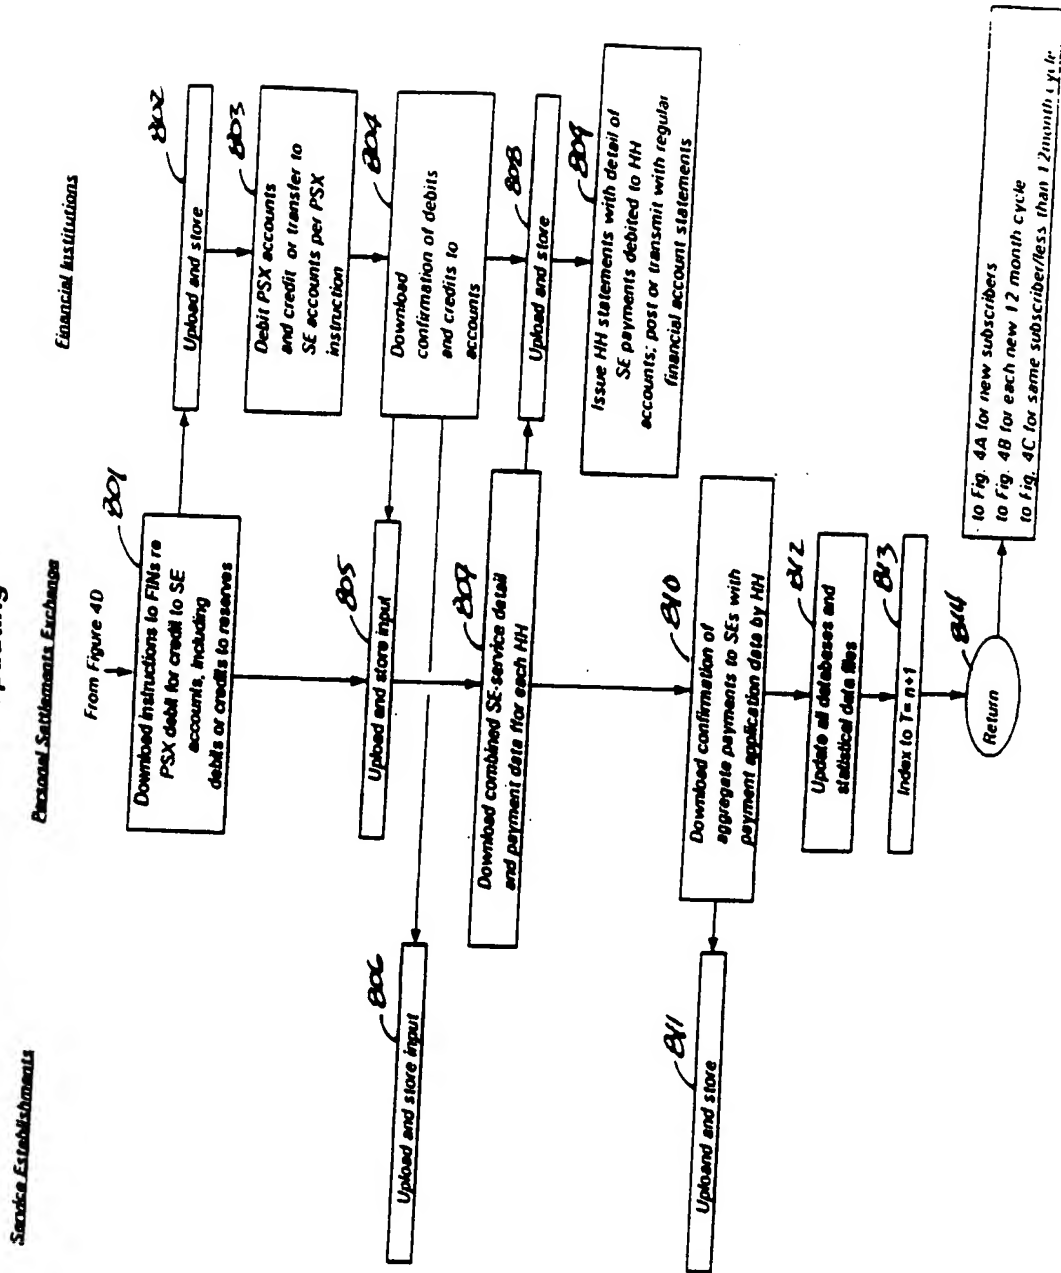 Service Establishments
Personal Settlements Exchange
Financial Institutions
From Figure 4D
801
Download instructions to FINs re
PSX debit for credit to SE
accounts, including
debits or credits to reserves
802
Upload and store
803
Debit PSX accounts
and credit or transfer to
SE accounts per PSX
instruction
804
Download
confirmation of debits
and credits to
accounts
805
Upload and store input
806
Upload and store input
807
Download combined SE-service detail
and payment data ffor each HH
808
Upload and store
809
Issue HH statements with detail of
SE payments debited to HH
accounts; post or transmit with regular
financial account statements
810
Download confirmation of
aggregate payments to SEs with
payment application data by HH
811
Uploand and store
812
Update all databases and
statistical data files
813
Index to T= n+1
814
Return
to Fig. 4A for new subscribers
to Fig. 4B for each new 12 month cycle
to Fig. 4C for same subscriber/less than 12month cycle